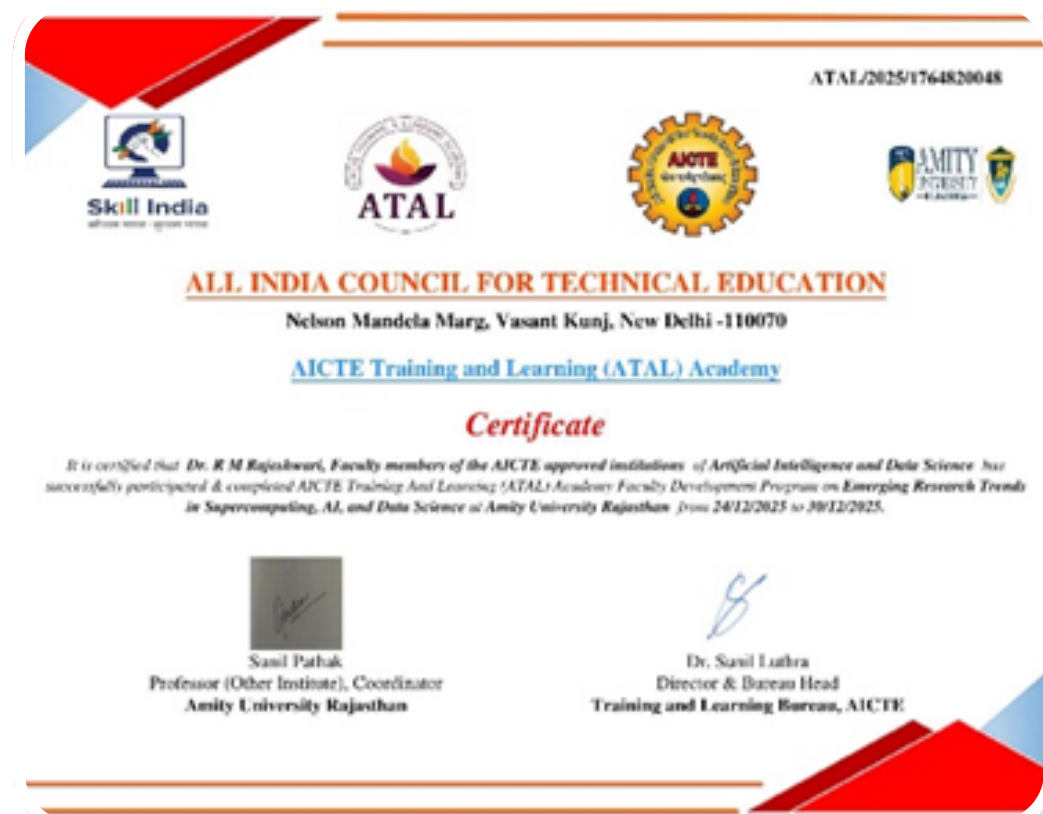 ATAL/2025/1764820048
Skill India
ATAL
AICTE
AMITY
UNIVERSITY
ALL INDIA COUNCIL FOR TECHNICAL EDUCATION
Nelson Mandela Marg, Vasant Kunj, New Delhi -110070
AICTE Training and Learning (ATAL) Academy
Certificate
It is certified that Dr. R M Rajeshwari, Faculty members of the AICTE approved institutions of Artificial Intelligence and Data Science has
successfully participated & completed AICTE Training And Learning (ATAL) Academy Faculty Development Program on Emerging Research Trends
in Supercomputing, AI, and Data Science at Amity University Rajasthan from 24/12/2025 to 30/12/2025.
Sunil Pathak
Professor (Other Institute), Coordinator
Amity University Rajasthan
Dr. Sunil Luthra
Director & Bureau Head
Training and Learning Bureau, AICTE